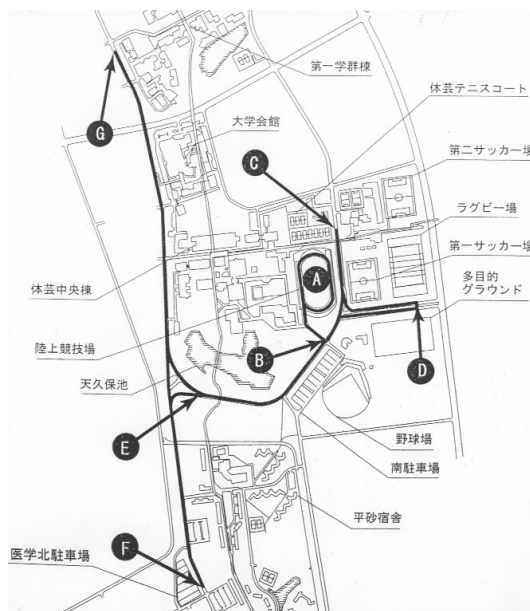 第一学群棟
体芸テニスコート
G
大学会館
第二サッカー場
C
ラグビー場
第一サッカー場
A
多目的
グラウンド
体芸中央棟
陸上競技場
B
D
天久保池
E
野球場
南駐車場
平砂宿舎
F
医学北駐車場